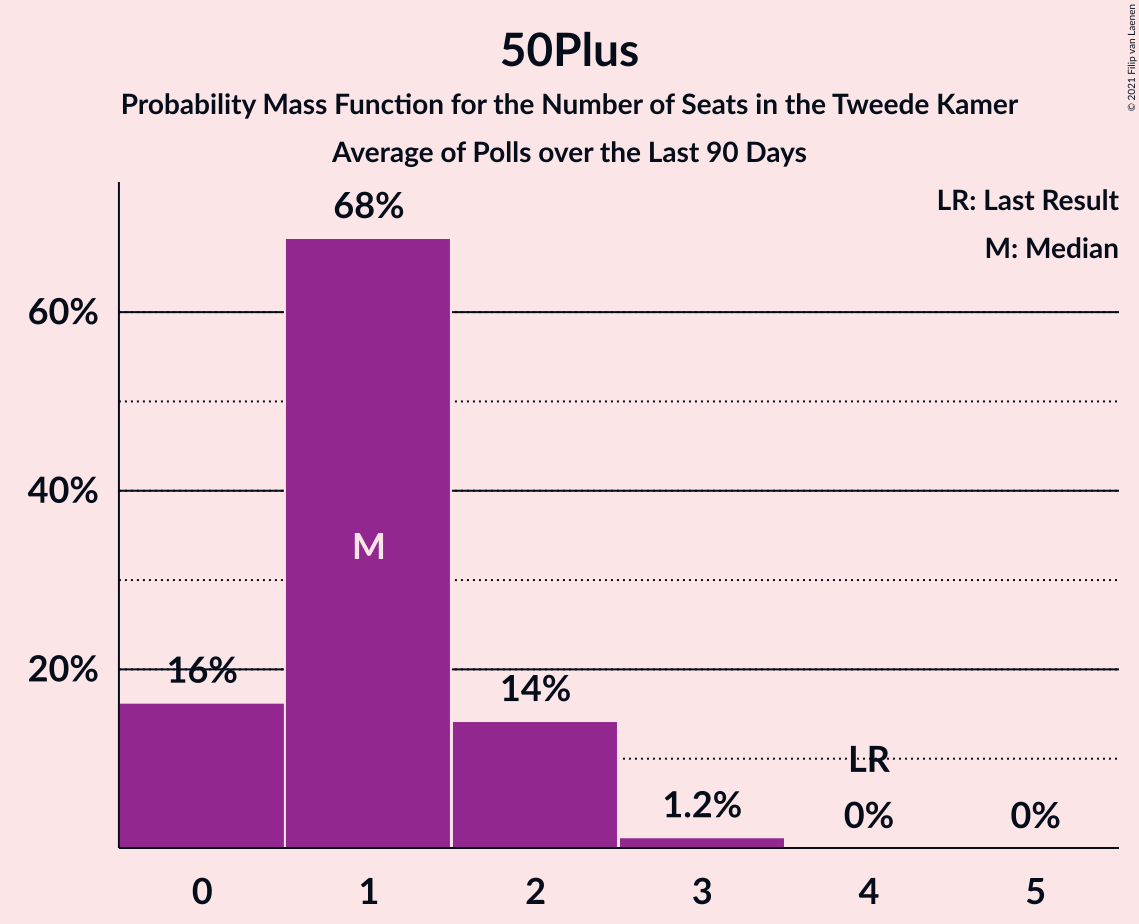 50Plus
Probability Mass Function for the Number of Seats in the Tweede Kamer
Average of Polls over the Last 90 Days
© 2021 Filip van Laenen
LR: Last Result
M: Median
68%
60%
40%
M
20%
16%
14%
LR
1.2%
0%
0%
0 1 2 3 4 5